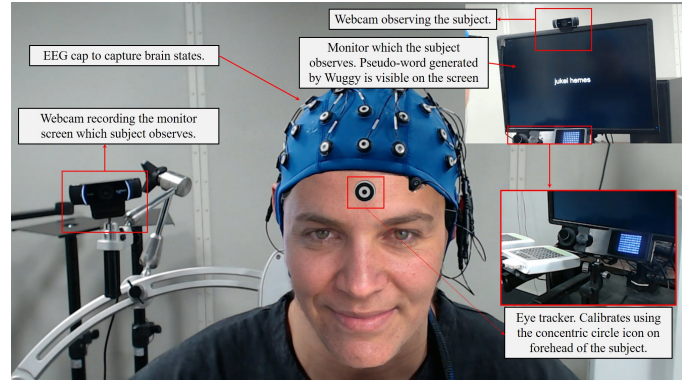 Webcam observing the subject.
EEG cap to capture brain states.
Monitor which the subject
observes. Pseudo-word generated
by Wuggy is visible on the screen
jukel hemes
Webcam recording the monitor
screen which subject observes.
Eye tracker. Calibrates using
the concentric circle icon on
forehead of the subject.